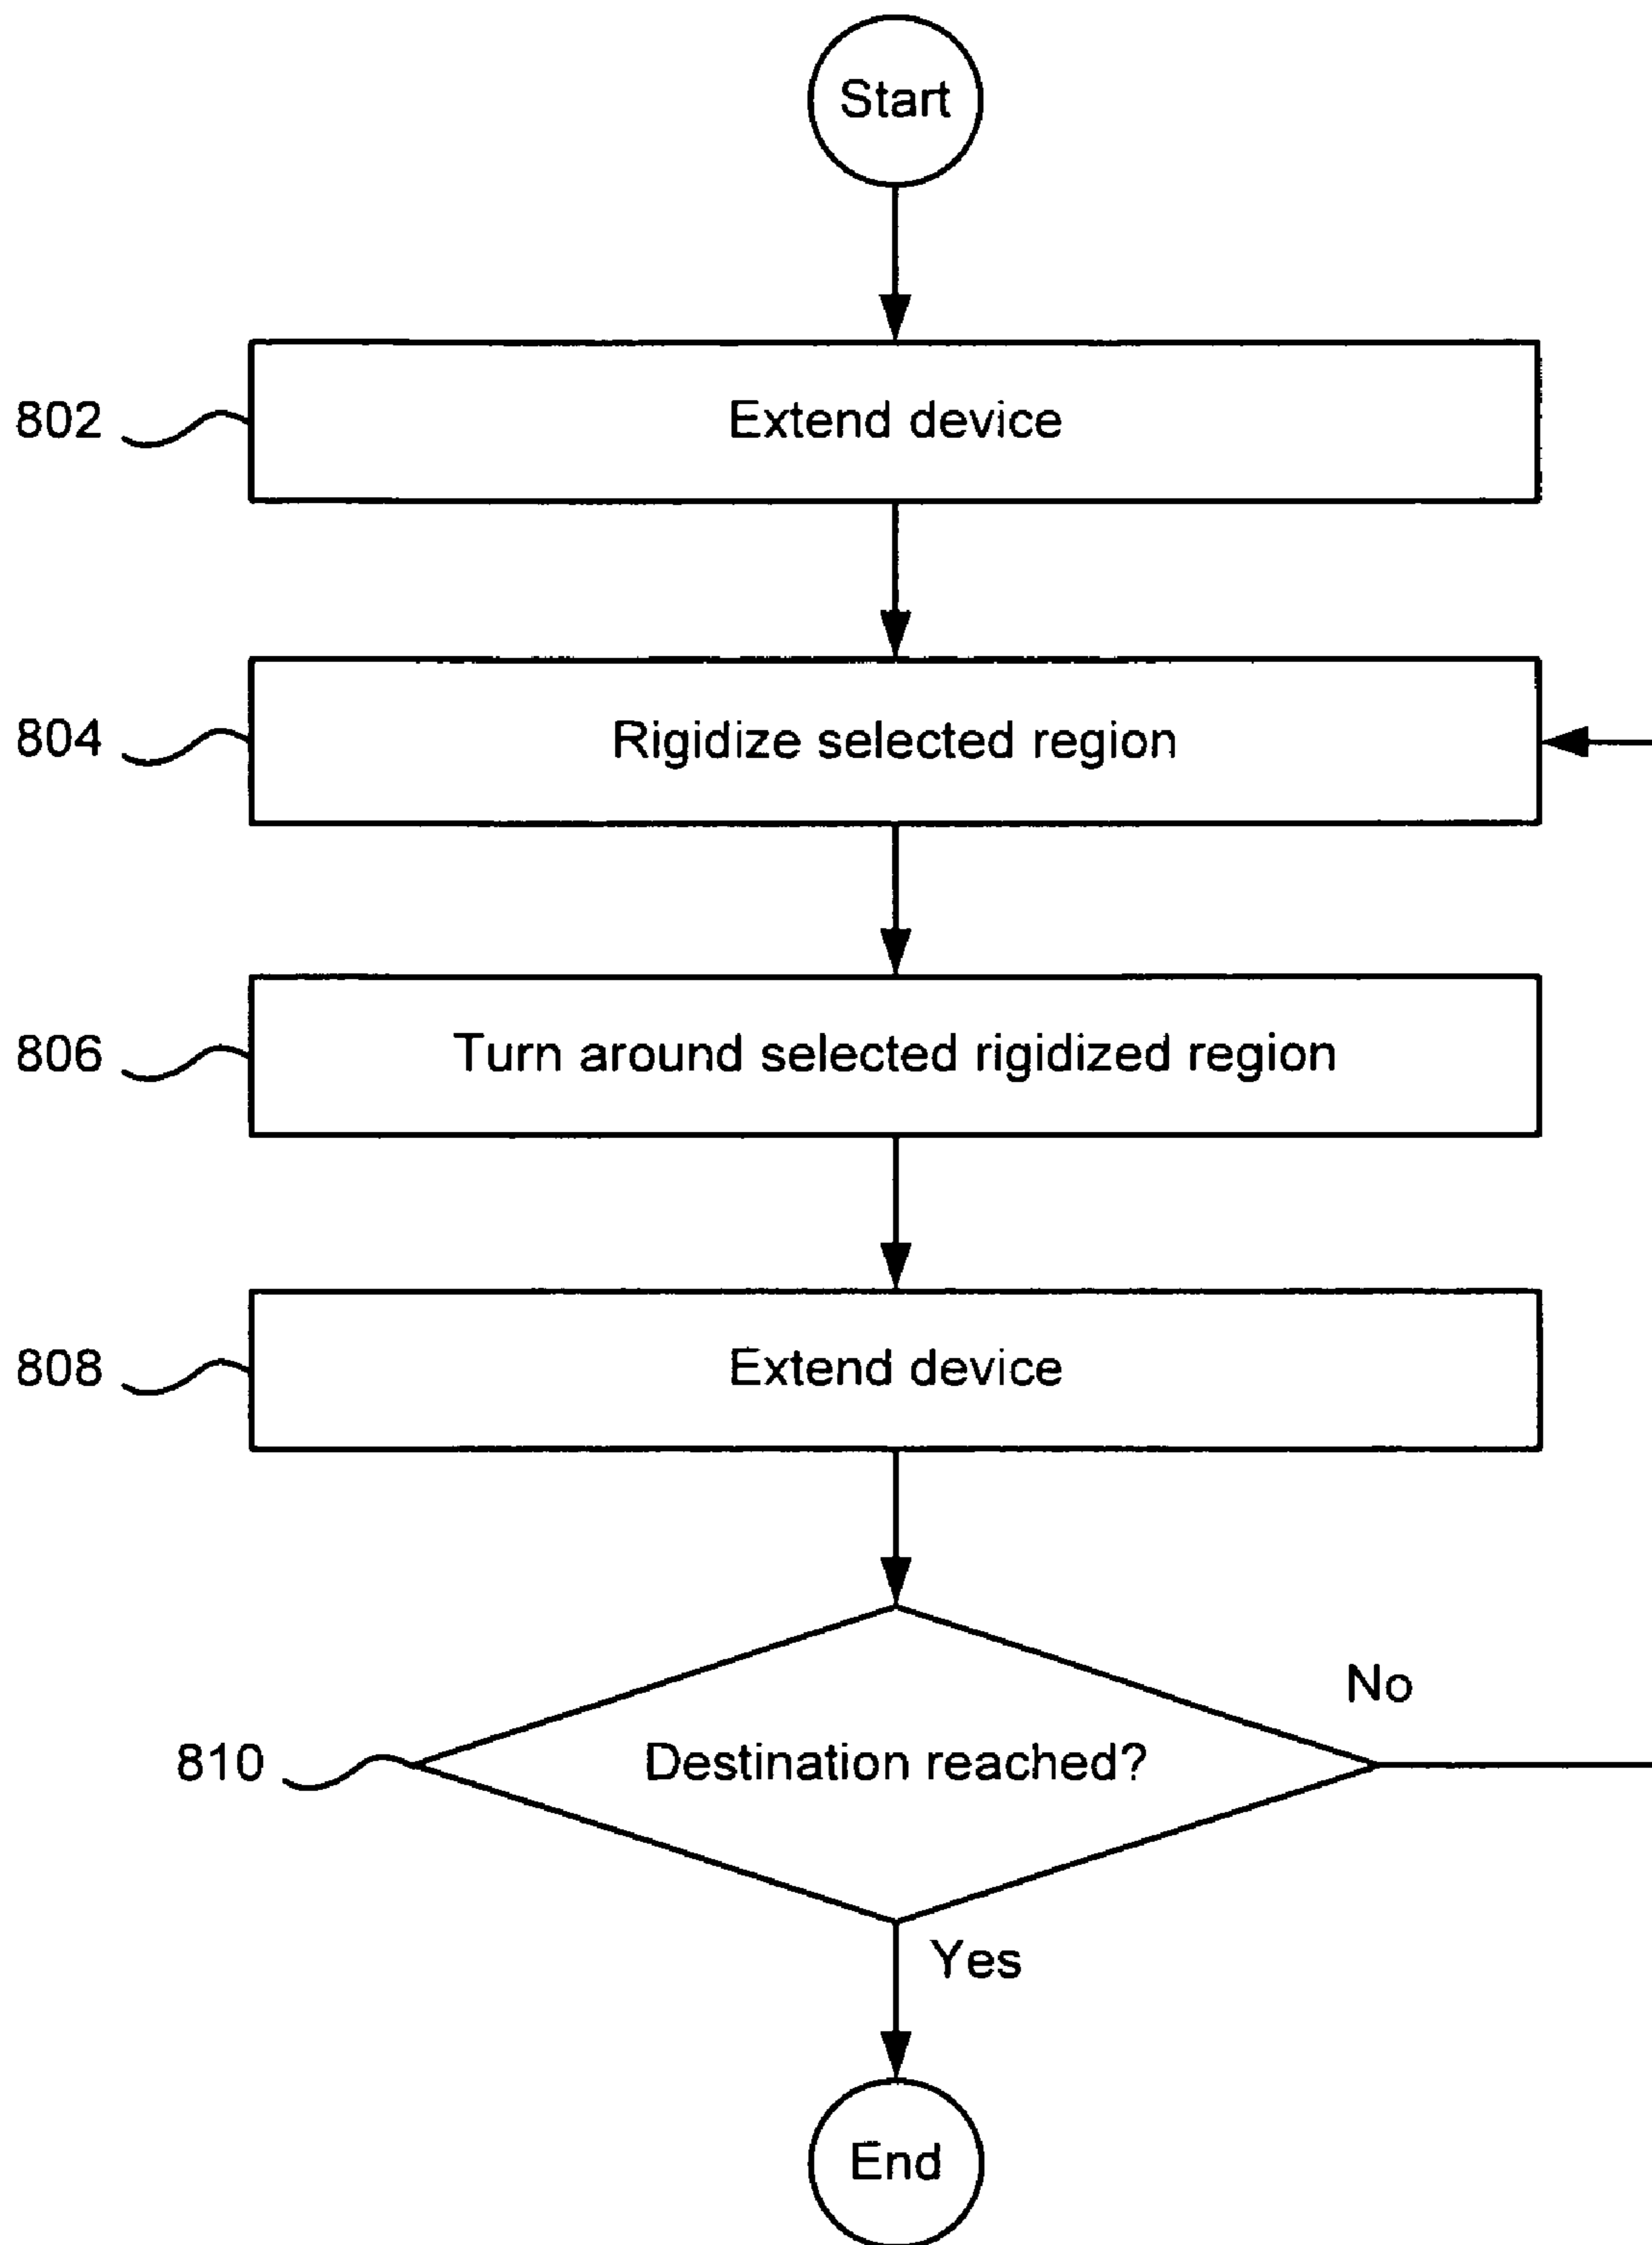 Start
802
Extend device
804
Rigidize selected region
806
Turn around selected rigidized region
808
Extend device
No
810
Destination reached?
Yes
End